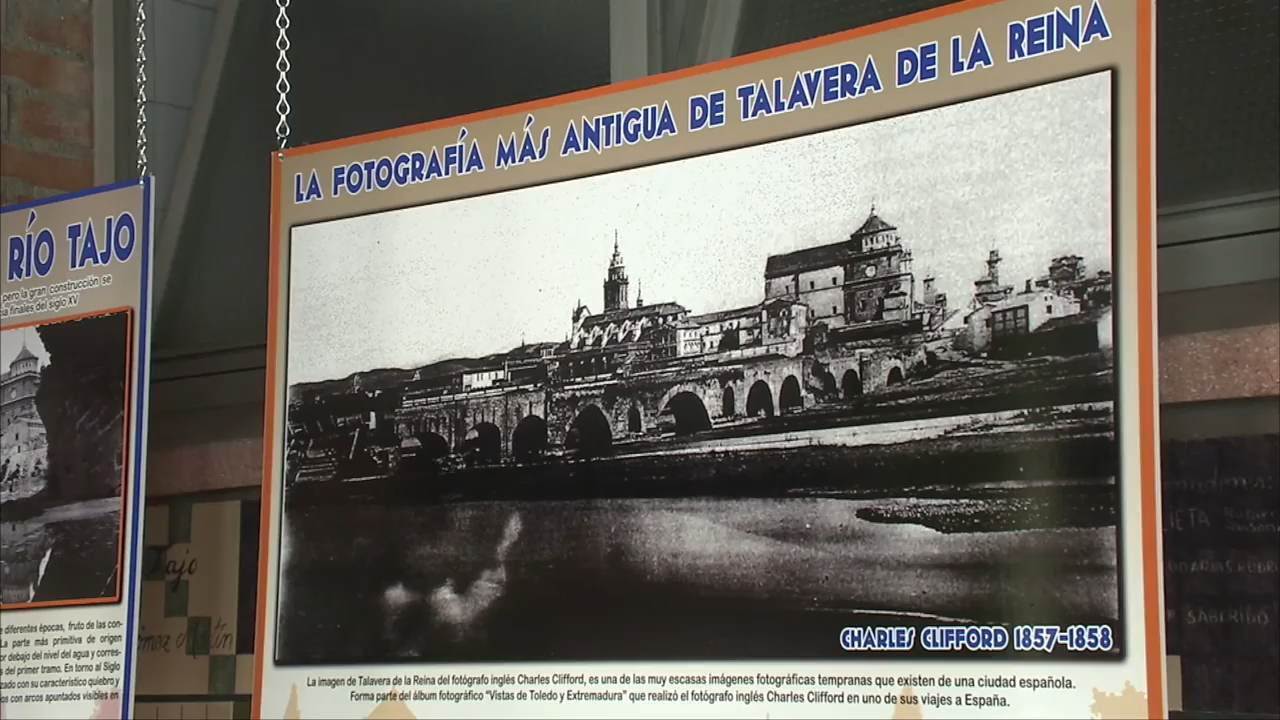 LA FOTOGRAFÍA MÁS ANTIGUA DE TALAVERA DE LA REINA
CHARLES CLIFFORD 1857-1858
La imagen de Talavera de la Reina del fotógrafo inglés Charles Clifford, es una de las muy escasas imágenes fotográficas tempranas que existen de una ciudad española.
Forma parte del álbum fotográfico "Vistas de Toledo y Extremadura" que realizó el fotógrafo inglés Charles Clifford en uno de sus viajes a España.
RÍO TAJO
pero la gran construcción se
a finales del siglo XV
diferentes épocas, fruto de las con-
La parte más primitiva de origen
or debajo del nivel del agua y corres-
s del primer tramo. En torno al Siglo
zado con su característico quiebro y
os con arcos apuntados visibles en
ajo
SABERIDO